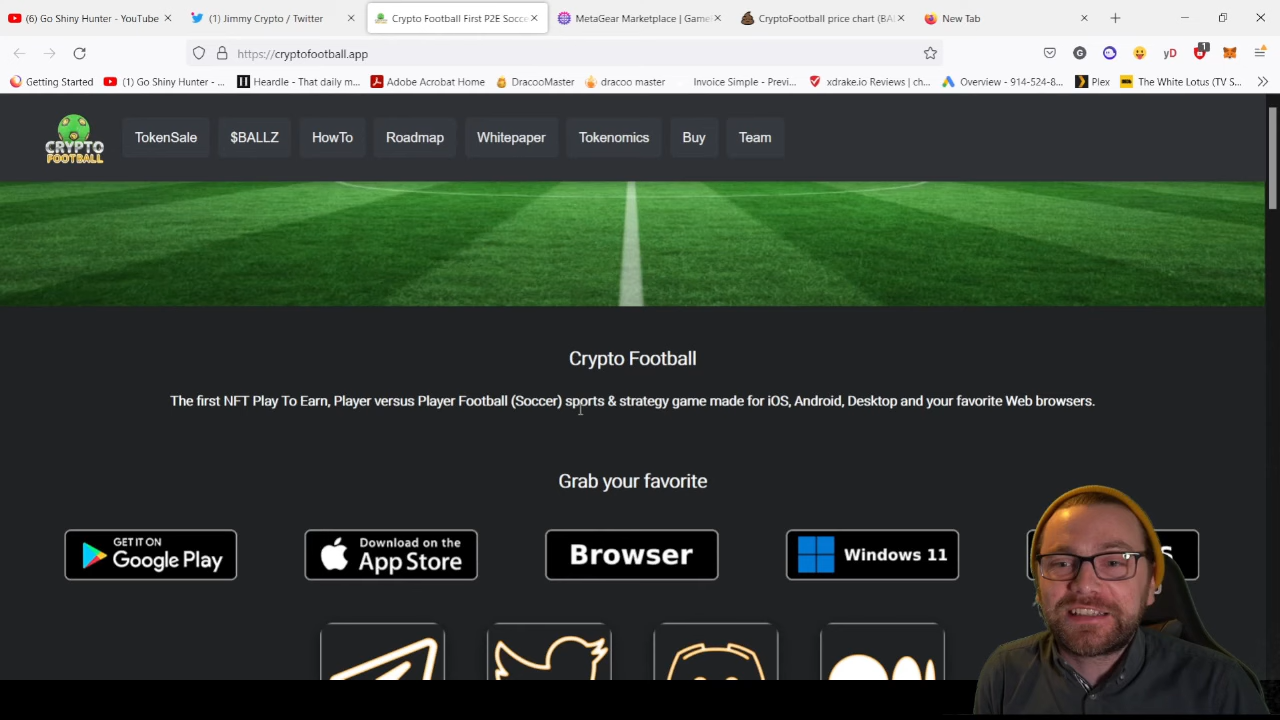 (6) Go Shiny Hunter - YouTube
(1) Jimmy Crypto / Twitter
Crypto Football First P2E Socce
MetaGear Marketplace | Game
CryptoFootball price chart (BA
New Tab
https://cryptofootball.app
1
yD
Getting Started
(1) Go Shiny Hunter - ...
Heardle - That daily m...
Adobe Acrobat Home
DracooMaster
dracoo master
Invoice Simple - Previ...
xdrake.io Reviews | ch...
Overview - 914-524-8...
Plex
The White Lotus (TV S...
CRYPTO
FOOTBALL
TokenSale
$BALLZ
HowTo
Roadmap
Whitepaper
Tokenomics
Buy
Team
Crypto Football
The first NFT Play To Earn, Player versus Player Football (Soccer) sports & strategy game made for iOS, Android, Desktop and your favorite Web browsers.
Grab your favorite
GET IT ON
Google Play
Download on the
App Store
Browser
Windows 11